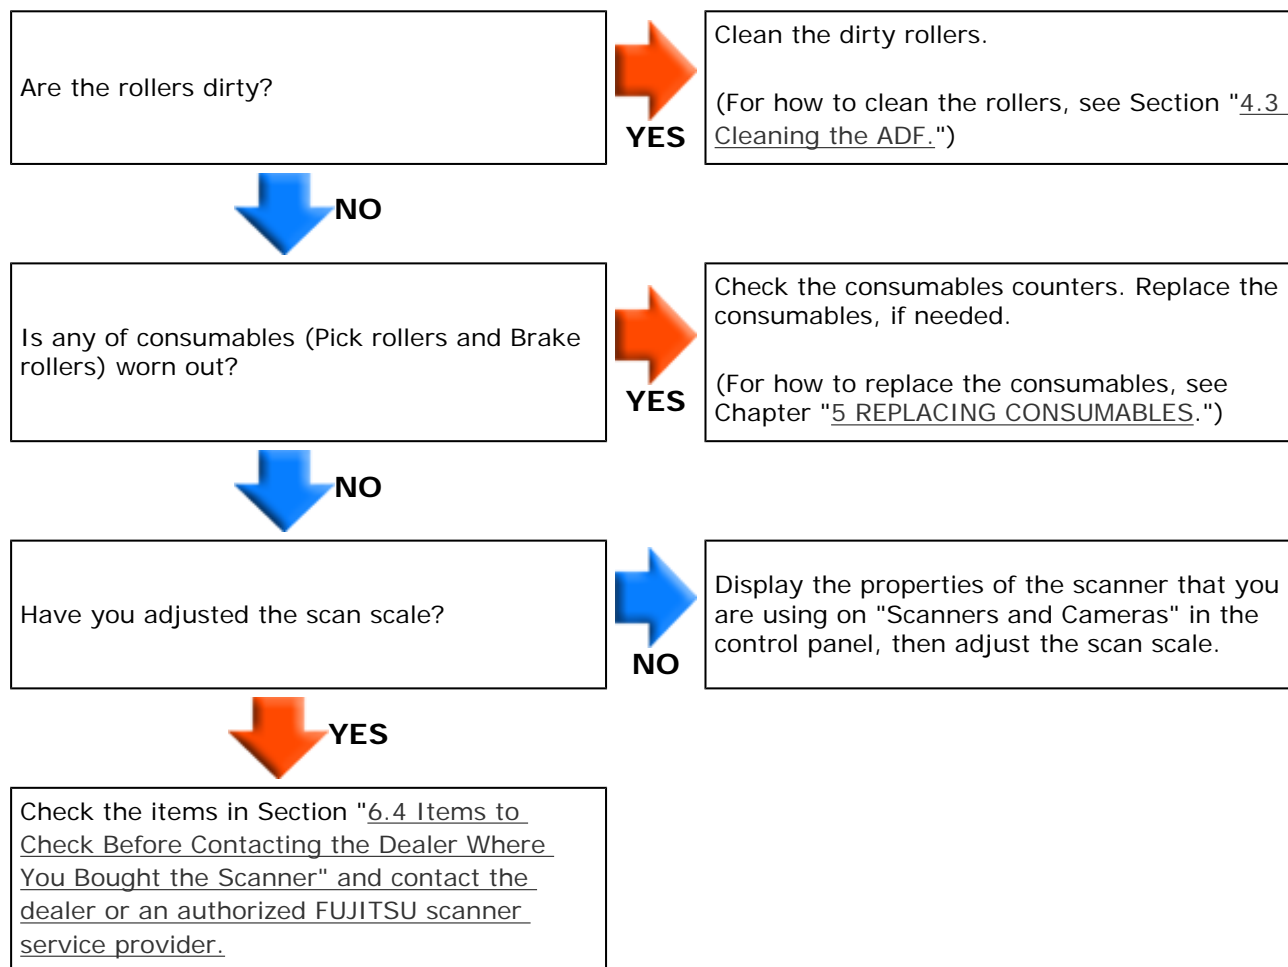 Are the rollers dirty?
YES
Clean the dirty rollers.
(For how to clean the rollers, see Section "4.3
Cleaning the ADF.")
NO
Is any of consumables (Pick rollers and Brake
rollers) worn out?
YES
Check the consumables counters. Replace the
consumables, if needed.
(For how to replace the consumables, see
Chapter "5 REPLACING CONSUMABLES.")
NO
Have you adjusted the scan scale?
NO
Display the properties of the scanner that you
are using on "Scanners and Cameras" in the
control panel, then adjust the scan scale.
YES
Check the items in Section "6.4 Items to
Check Before Contacting the Dealer Where
You Bought the Scanner" and contact the
dealer or an authorized FUJITSU scanner
service provider.